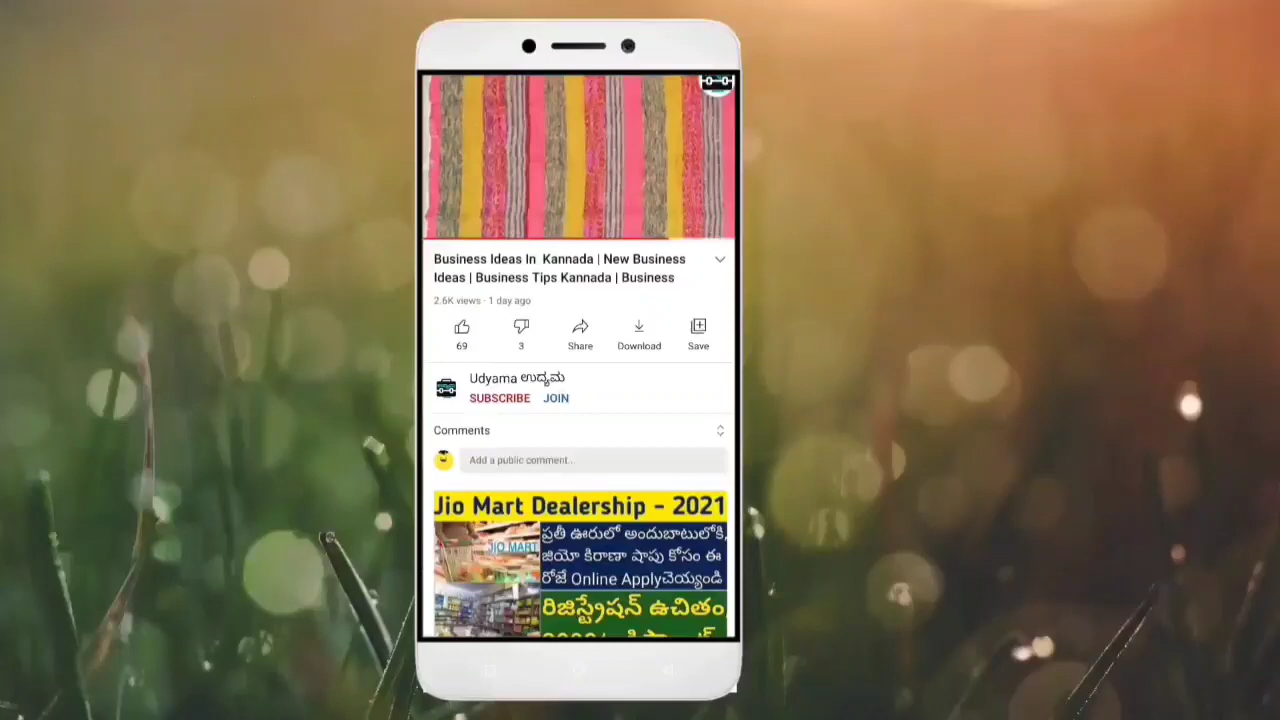 Business Ideas In Kannada | New Business
Ideas | Business Tips Kannada | Business
2.6K views · 1 day ago
69
3
Share
Download
Save
Udyama ಉದ್ಯಮ
SUBSCRIBE JOIN
Comments
Add a public comment...
Jio Mart Dealership - 2021
JIO MART
ప్రతీ ఊరులో అందుబాటులోకి,
జియో కిరాణా షాపు కోసం ఈ
రోజే Online Applyచెయ్యండి
రిజిస్ట్రేషన్ ఉచితం,